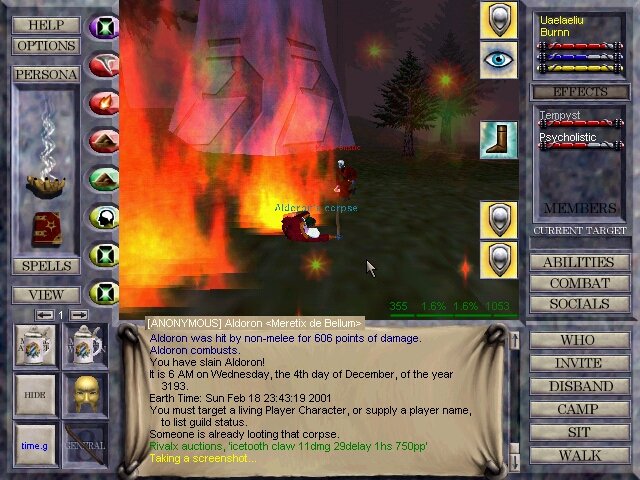 HELP
OPTIONS
PERSONA
SPELLS
VIEW
1
HIDE
time.g
GENERAL
Aldoron's corpse
355 1.6% 1.6% 1053
[ANONYMOUS] Aldoron <Meretix de Bellum>
Aldoron was hit by non-melee for 606 points of damage.
Aldoron combusts.
You have slain Aldoron!
It is 6 AM on Wednesday, the 4th day of December, of the year
3193.
Earth Time: Sun Feb 18 23:43:19 2001
You must target a living Player Character, or supply a player name,
to list guild status.
Someone is already looting that corpse.
Rivalx auctions, 'icetooth claw 11dmg 29delay 1hs 750pp'
Taking a screenshot...
Uaelaeliu
Burnn
EFFECTS
Tempyst
Psycholistic
MEMBERS
CURRENT TARGET
ABILITIES
COMBAT
SOCIALS
WHO
INVITE
DISBAND
CAMP
SIT
WALK